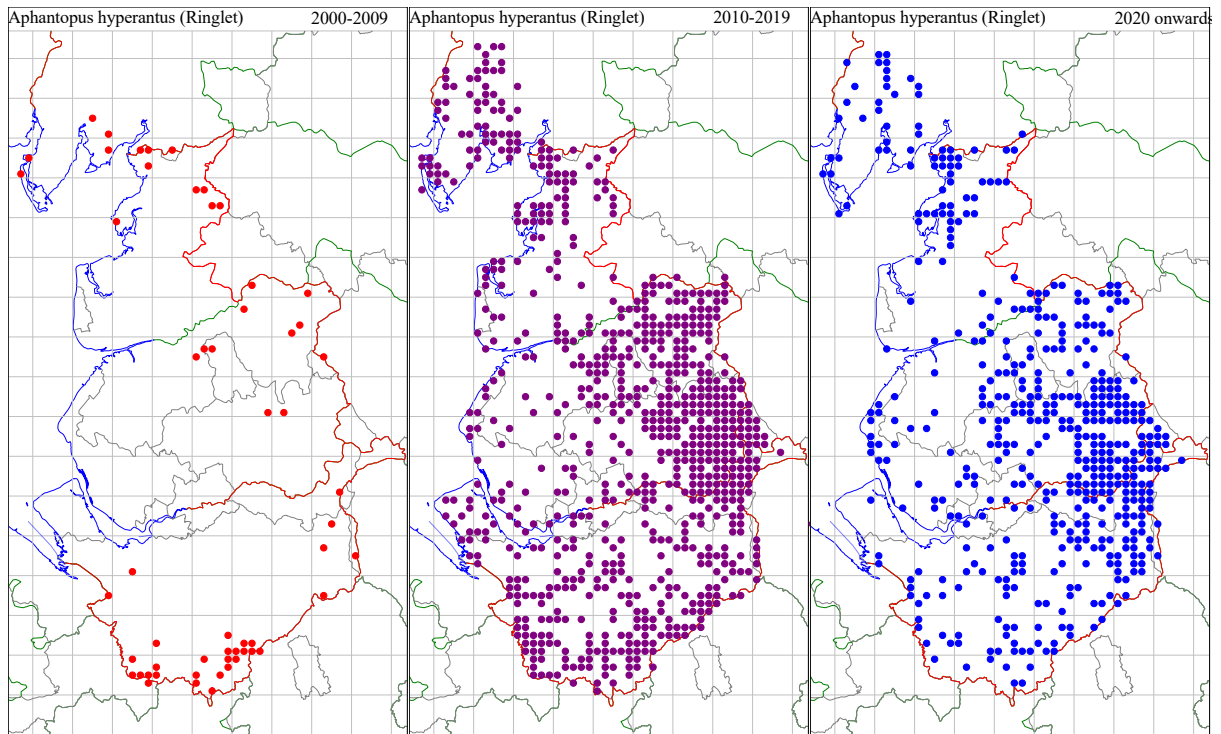 Aphantopus hyperantus (Ringlet) 2000-2009
Aphantopus hyperantus (Ringlet) 2010-2019
Aphantopus hyperantus (Ringlet) 2020 onwards